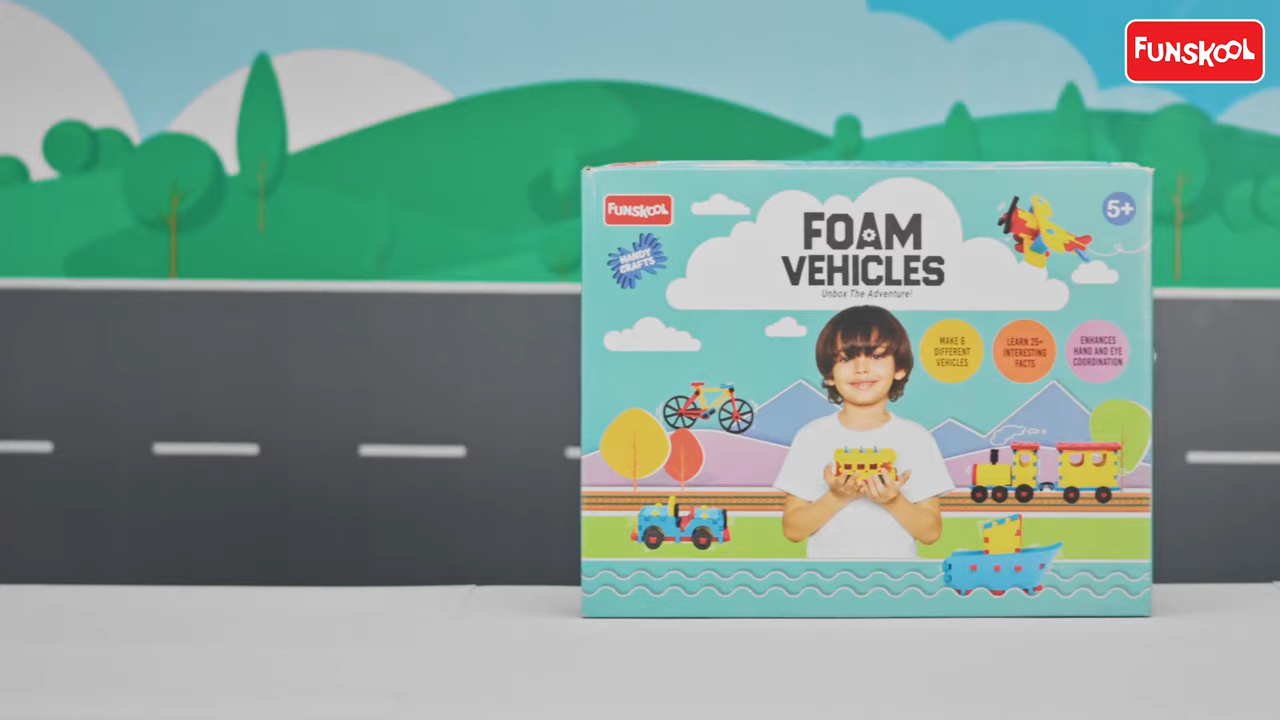 FUNSKOOL
FUNSKOOL
HANDY
CRAFTS
FOAM
VEHICLES
Unbox The Adventure!
5+
MAKE 6
DIFFERENT
VEHICLES
LEARN 25+
INTERESTING
FACTS
ENHANCES
HAND AND EYE
COORDINATION